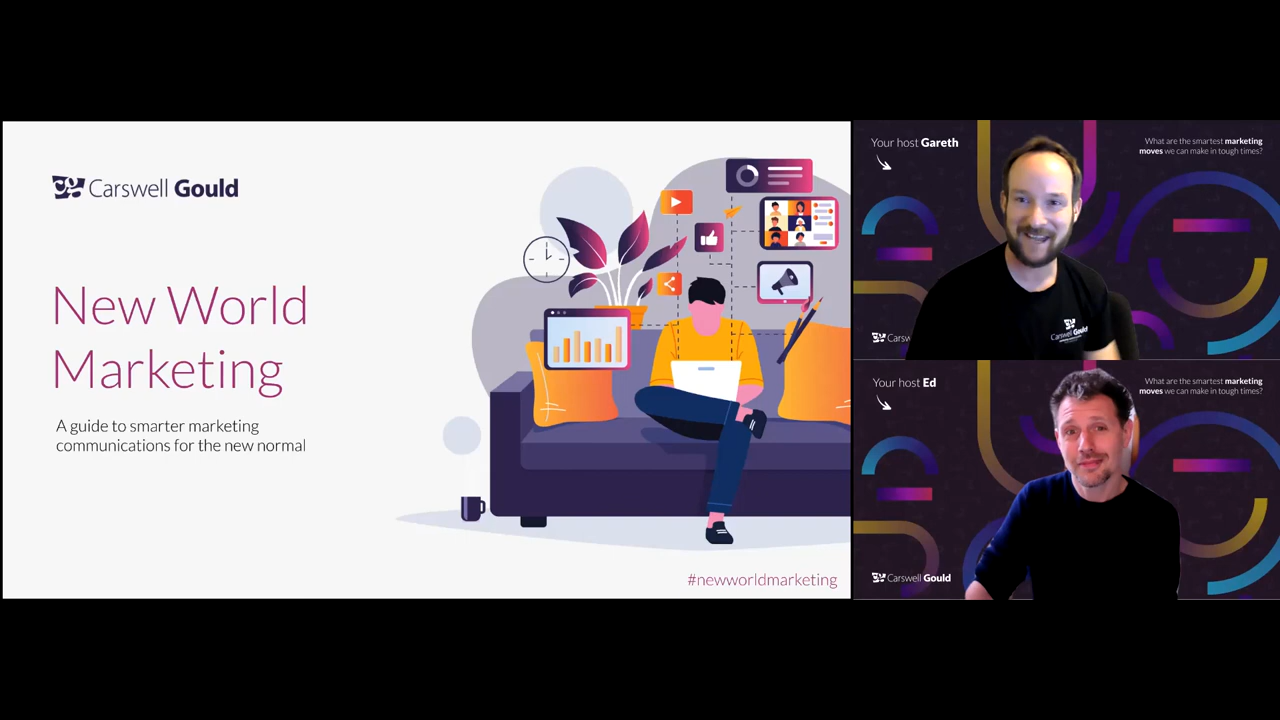 Carswell Gould
New World
Marketing
A guide to smarter marketing
communications for the new normal
#newworldmarketing
Your host Gareth
What are the smartest marketing
moves we can make in tough times?
Carswell Gould
Your host Ed
What are the smartest marketing
moves we can make in tough times?
Carswell Gould